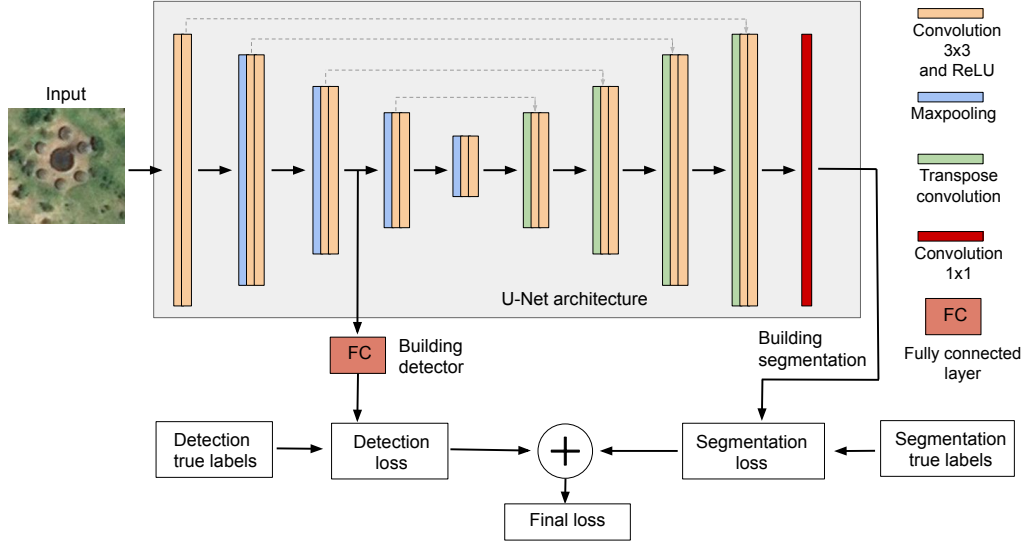 Input
U-Net architecture
Convolution
3x3
and ReLU
Maxpooling
Transpose
convolution
Convolution
1x1
FC
Fully connected
layer
FC
Building
detector
Building
segmentation
Detection
true labels
Detection
loss
Segmentation
loss
Segmentation
true labels
Final loss